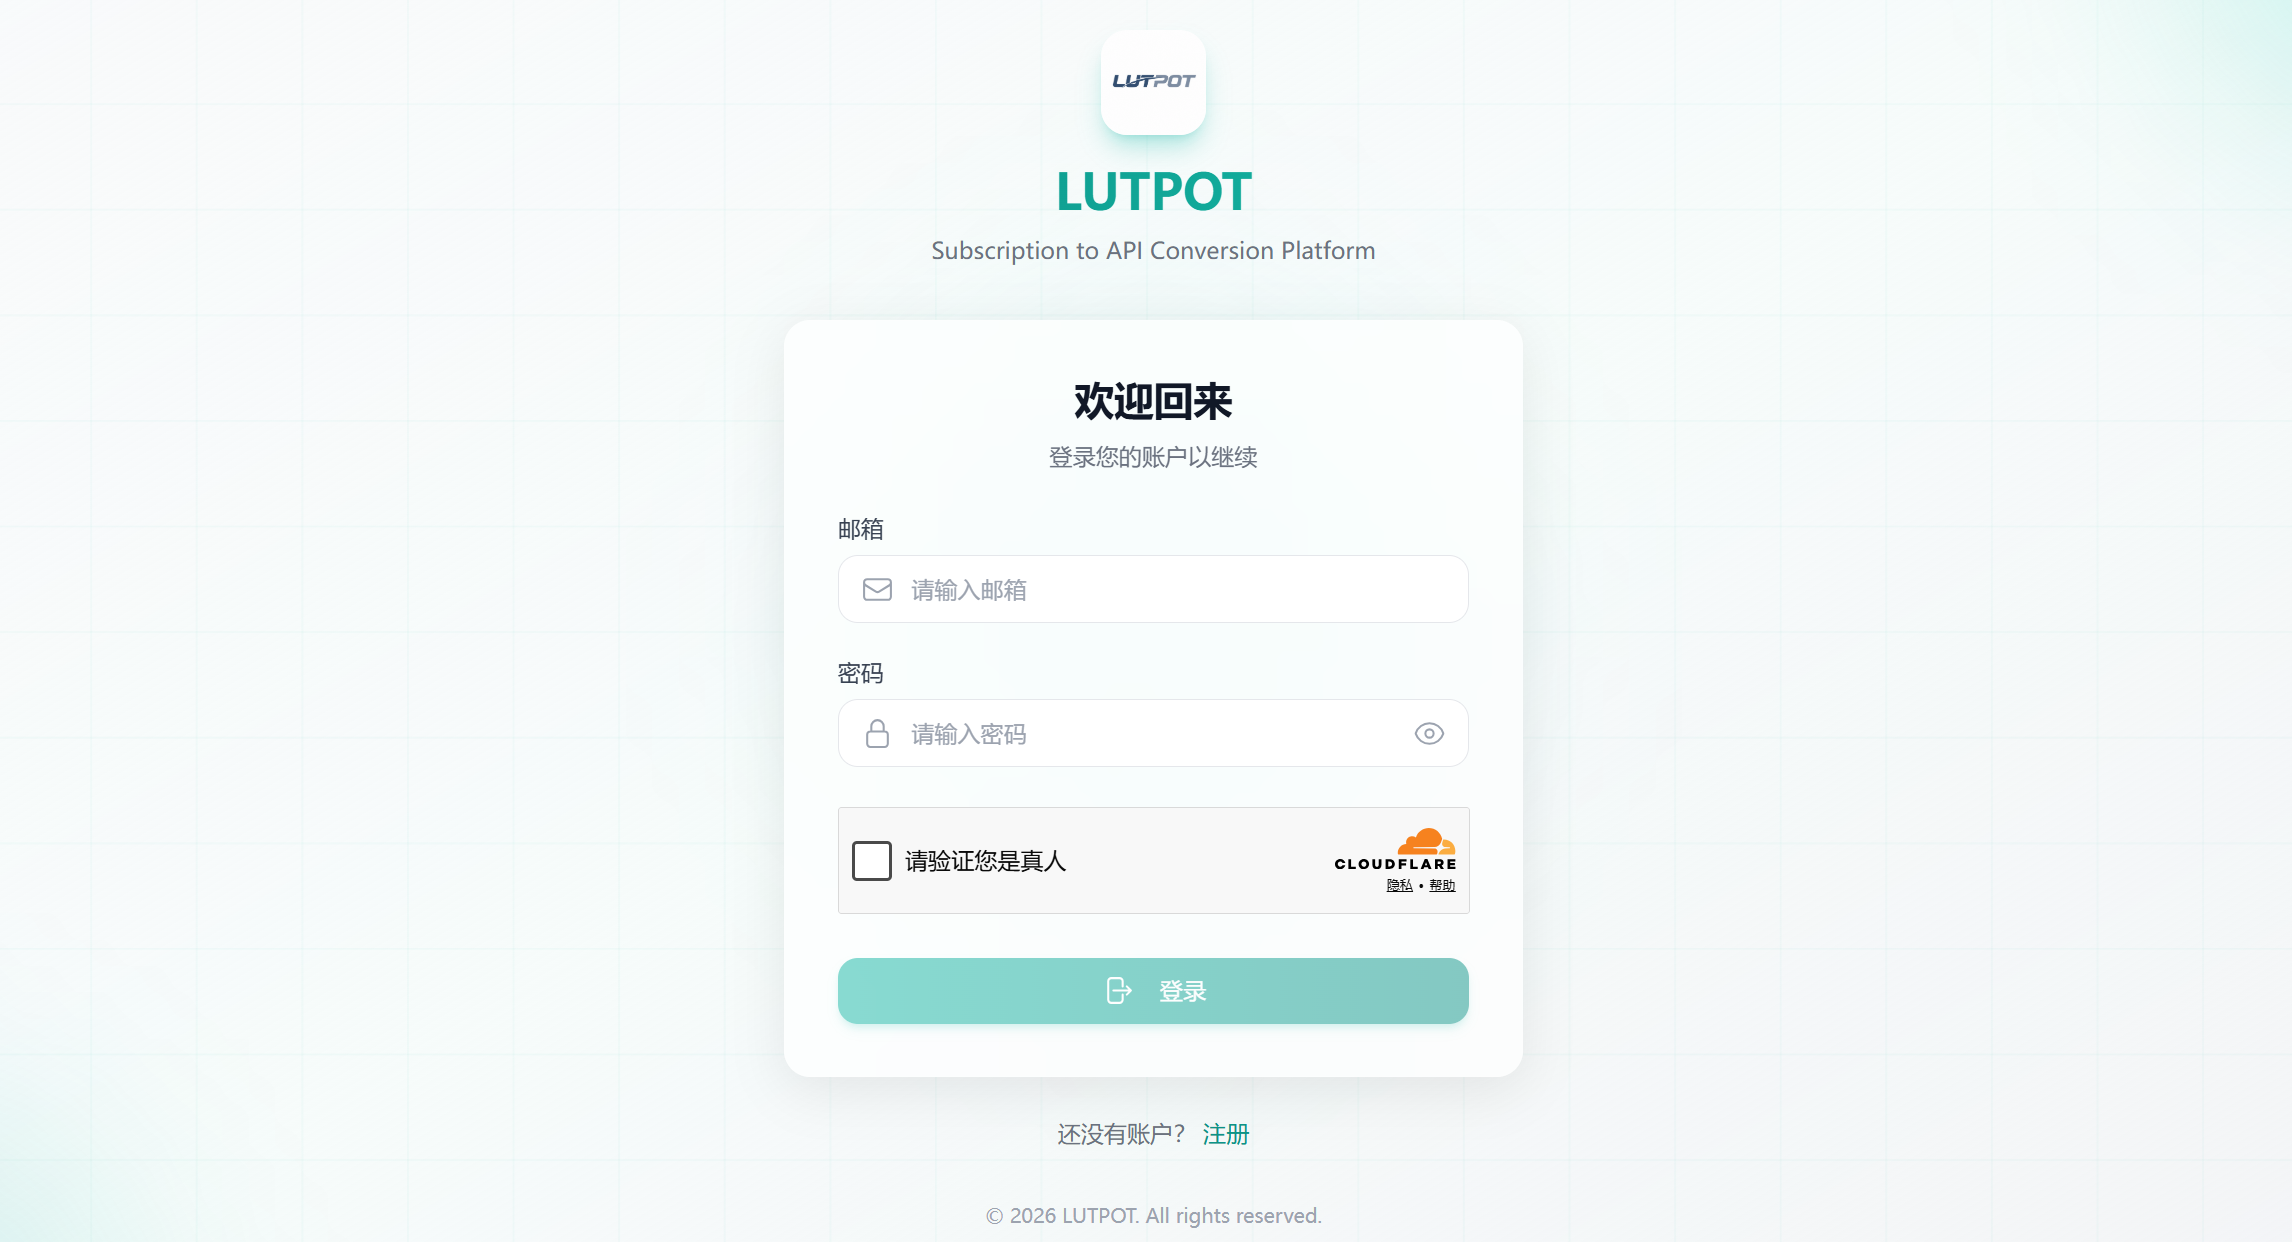 LUTPOT
LUTPOT
Subscription to API Conversion Platform
欢迎回来
登录您的账户以继续
邮箱
请输入邮箱
密码
请输入密码
请验证您是真人
CLOUDFLARE
隐私 • 帮助
登录
还没有账户? 注册
© 2026 LUTPOT. All rights reserved.